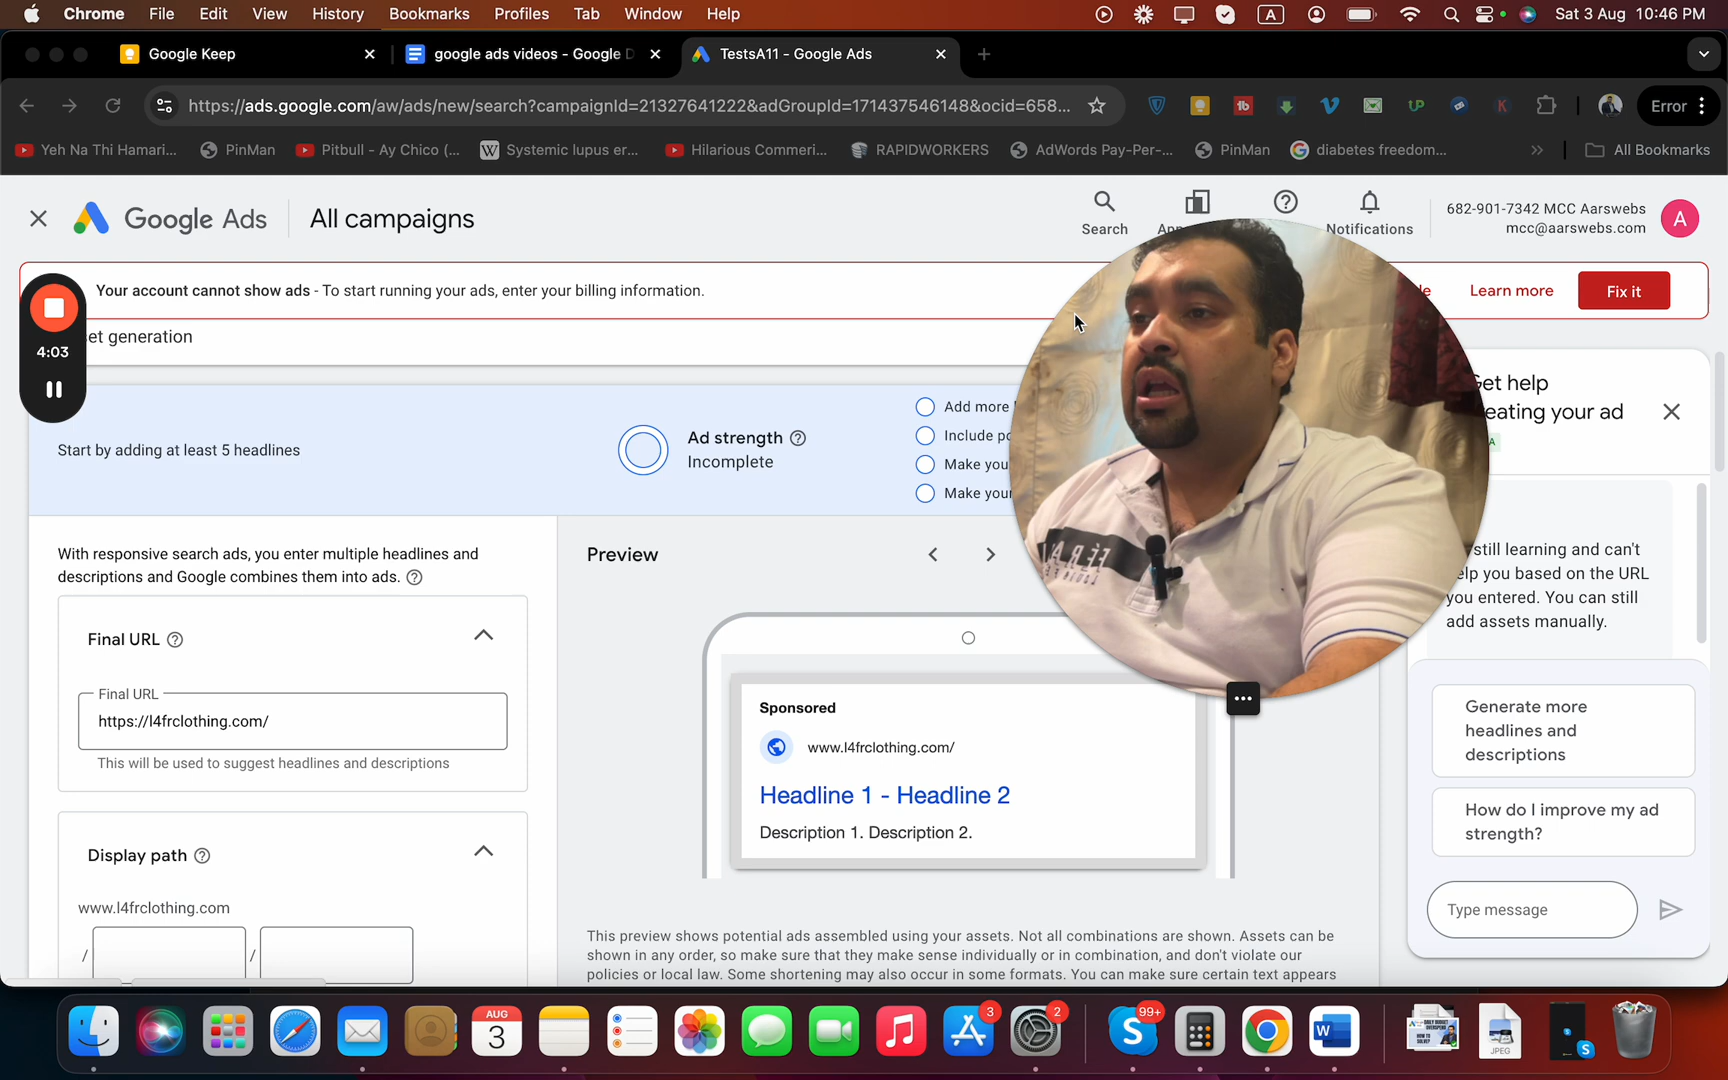 Chrome File Edit View History Bookmarks Profiles Tab Window Help A Sat 3 Aug 10:46 PM
Google Keep google ads videos - Google D TestsA11 - Google Ads
https://ads.google.com/aw/ads/new/search?campaignId=21327641222&adGroupId=171437546148&ocid=658... Error
Yeh Na Thi Hamari... PinMan Pitbull - Ay Chico (... Systemic lupus er... Hilarious Commeri... RAPIDWORKERS AdWords Pay-Per-... PinMan diabetes freedom... » All Bookmarks
Google Ads All campaigns
Search Notifications
682-901-7342 MCC Aarswebs
mcc@aarswebs.com
A
Your account cannot show ads - To start running your ads, enter your billing information. Learn more Fix it
4:03
set generation
Start by adding at least 5 headlines
Ad strength
Incomplete
Add more
Include po
Make you
Make your
Get help
creating your ad
With responsive search ads, you enter multiple headlines and
descriptions and Google combines them into ads.
Final URL
Final URL
https://l4frclothing.com/
This will be used to suggest headlines and descriptions
Display path
www.l4frclothing.com
/ /
Preview
Sponsored
www.l4frclothing.com/
Headline 1 - Headline 2
Description 1. Description 2.
This preview shows potential ads assembled using your assets. Not all combinations are shown. Assets can be
shown in any order, so make sure that they make sense individually or in combination, and don't violate our
policies or local law. Some shortening may also occur in some formats. You can make sure certain text appears
still learning and can't
help you based on the URL
you entered. You can still
add assets manually.
Generate more
headlines and
descriptions
How do I improve my ad
strength?
Type message
AUG
3
3
2
99+
JPEG